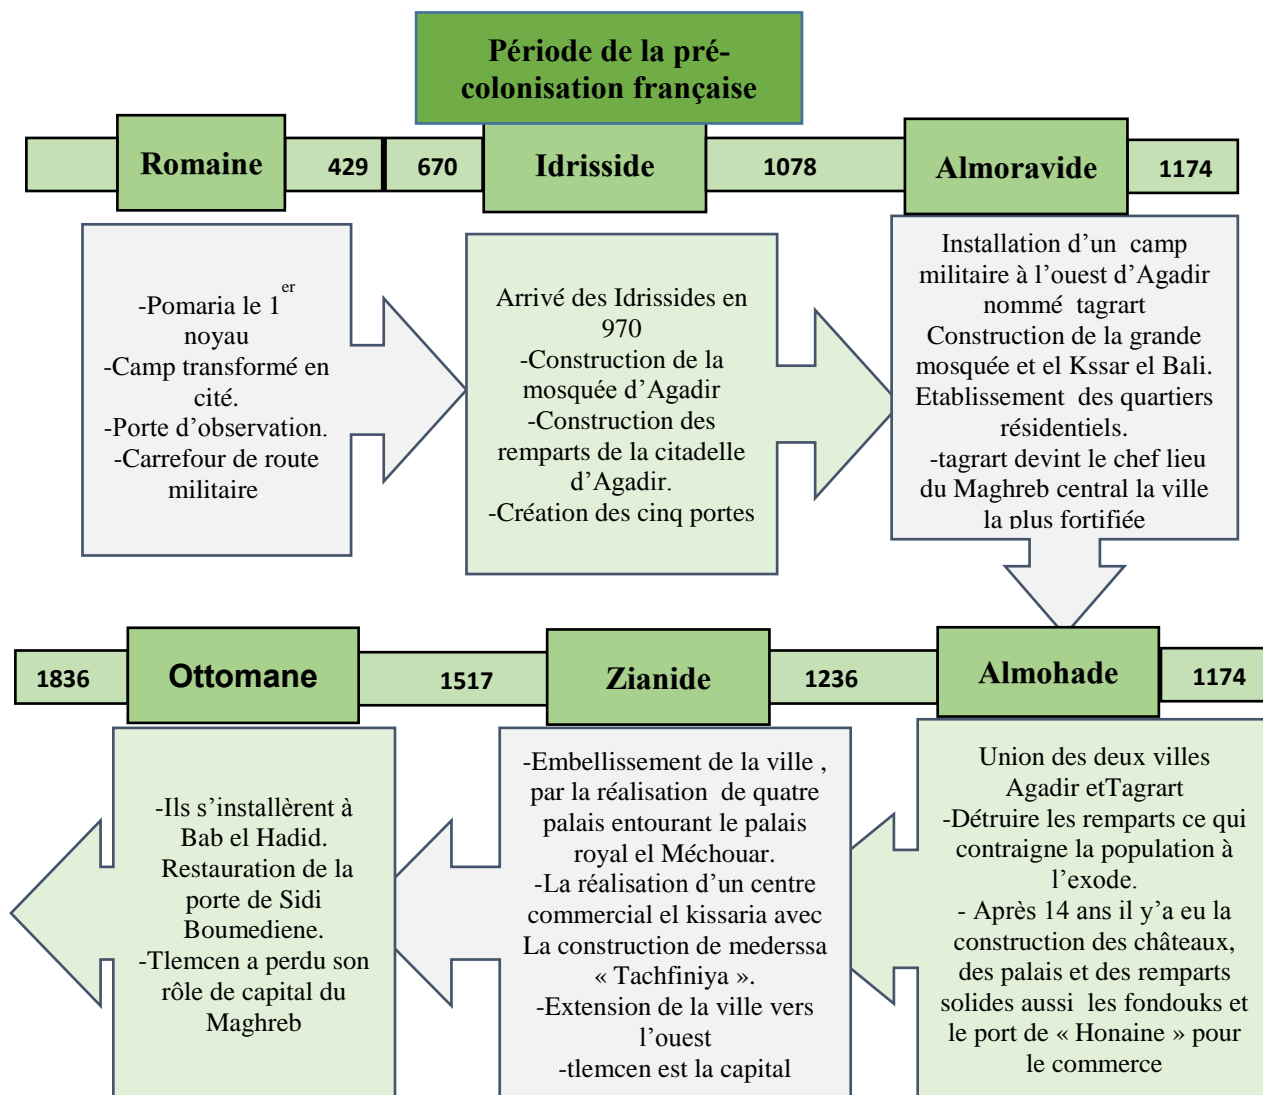 Période de la pré-
colonisation française
Romaine
429
670
Idrisside
1078
Almoravide
1174
-Pomaria le 1er
noyau
-Camp transformé en
cité.
-Porte d’observation.
-Carrefour de route
militaire
Arrivé des Idrissides en
970
-Construction de la
mosquée d’Agadir
-Construction des
remparts de la citadelle
d’Agadir.
-Création des cinq portes
Installation d’un camp
militaire à l’ouest d’Agadir
nommé tagrart
Construction de la grande
mosquée et el Kssar el Bali.
Etablissement des quartiers
résidentiels.
-tagrart devint le chef lieu
du Maghreb central la ville
la plus fortifiée
1836
Ottomane
1517
Zianide
1236
Almohade
1174
-Ils s’installèrent à
Bab el Hadid.
Restauration de la
porte de Sidi
Boumediene.
-Tlemcen a perdu son
rôle de capital du
Maghreb
-Embellissement de la ville ,
par la réalisation de quatre
palais entourant le palais
royal el Méchouar.
-La réalisation d’un centre
commercial el kissaria avec
La construction de mederssa
« Tachfiniya ».
-Extension de la ville vers
l’ouest
-tlemcen est la capital
Union des deux villes
Agadir etTagrart
-Détruire les remparts ce qui
contraigne la population à
l’exode.
- Après 14 ans il y’a eu la
construction des châteaux,
des palais et des remparts
solides aussi les fondouks et
le port de « Honaine » pour
le commerce